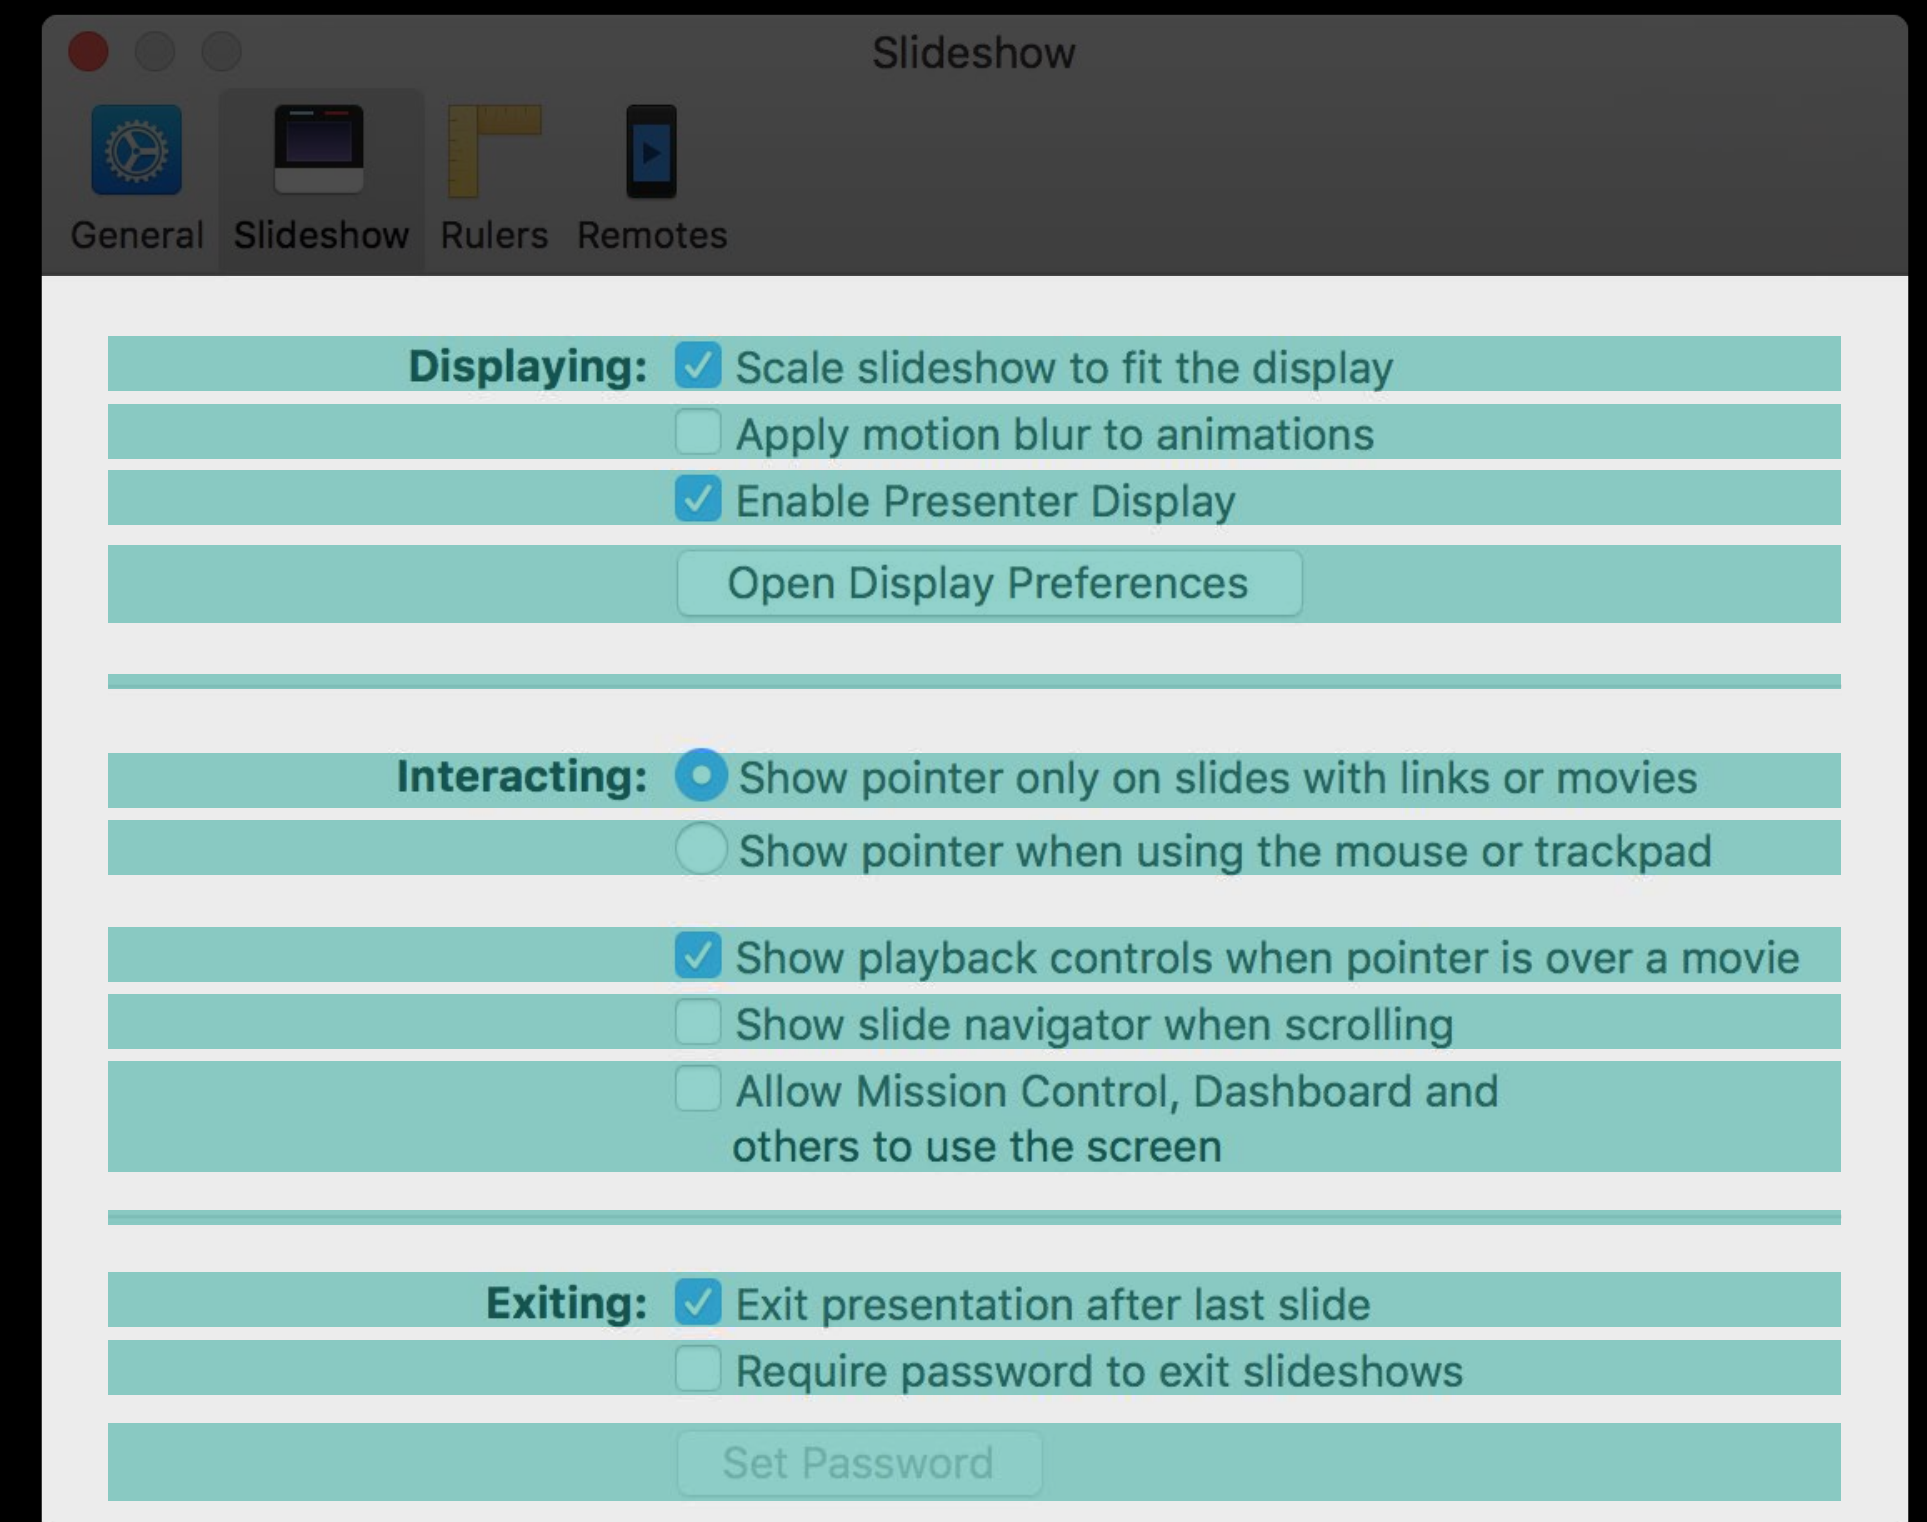 Slideshow
General Slideshow Rulers Remotes
Displaying: Scale slideshow to fit the display
Apply motion blur to animations
Enable Presenter Display
Open Display Preferences
Interacting: Show pointer only on slides with links or movies
Show pointer when using the mouse or trackpad
Show playback controls when pointer is over a movie
Show slide navigator when scrolling
Allow Mission Control, Dashboard and
others to use the screen
Exiting: Exit presentation after last slide
Require password to exit slideshows
Set Password